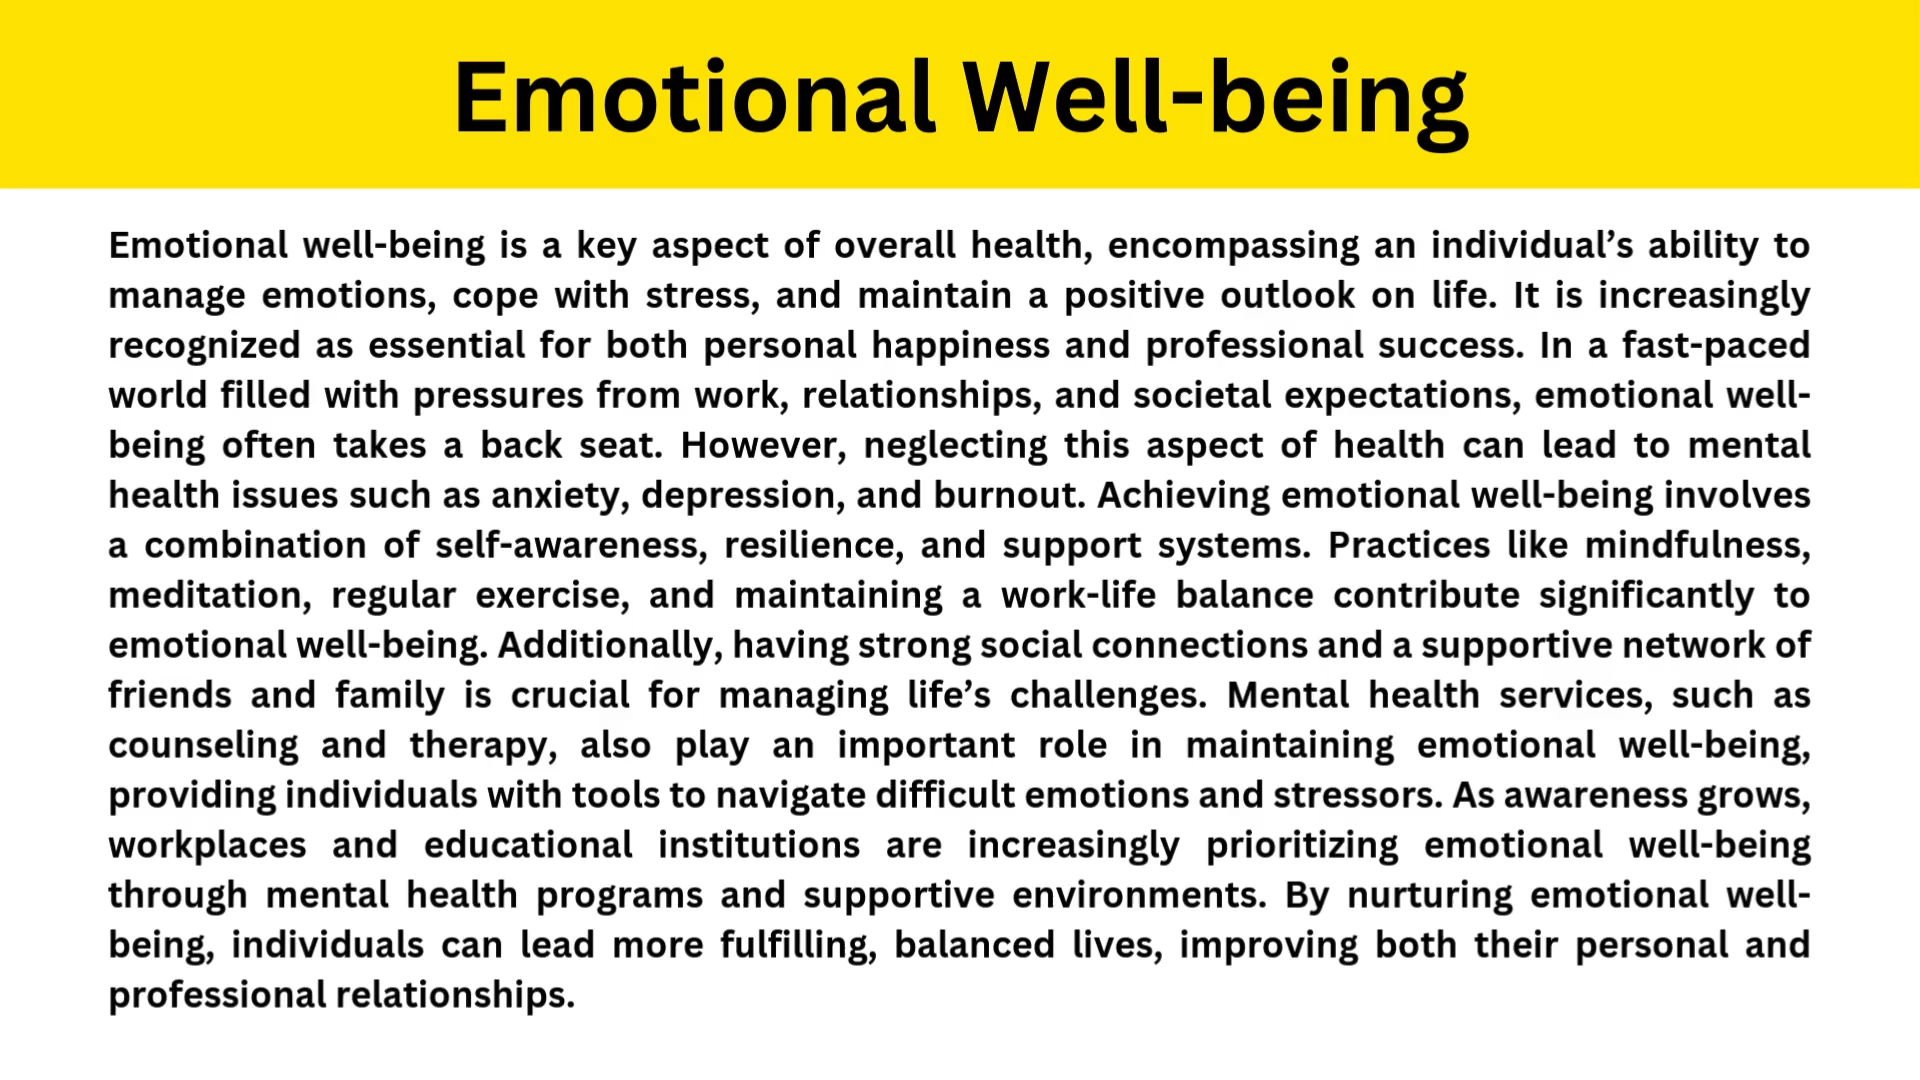 Emotional Well-being
Emotional well-being is a key aspect of overall health, encompassing an individual’s ability to
manage emotions, cope with stress, and maintain a positive outlook on life. It is increasingly
recognized as essential for both personal happiness and professional success. In a fast-paced
world filled with pressures from work, relationships, and societal expectations, emotional well-
being often takes a back seat. However, neglecting this aspect of health can lead to mental
health issues such as anxiety, depression, and burnout. Achieving emotional well-being involves
a combination of self-awareness, resilience, and support systems. Practices like mindfulness,
meditation, regular exercise, and maintaining a work-life balance contribute significantly to
emotional well-being. Additionally, having strong social connections and a supportive network of
friends and family is crucial for managing life’s challenges. Mental health services, such as
counseling and therapy, also play an important role in maintaining emotional well-being,
providing individuals with tools to navigate difficult emotions and stressors. As awareness grows,
workplaces and educational institutions are increasingly prioritizing emotional well-being
through mental health programs and supportive environments. By nurturing emotional well-
being, individuals can lead more fulfilling, balanced lives, improving both their personal and
professional relationships.